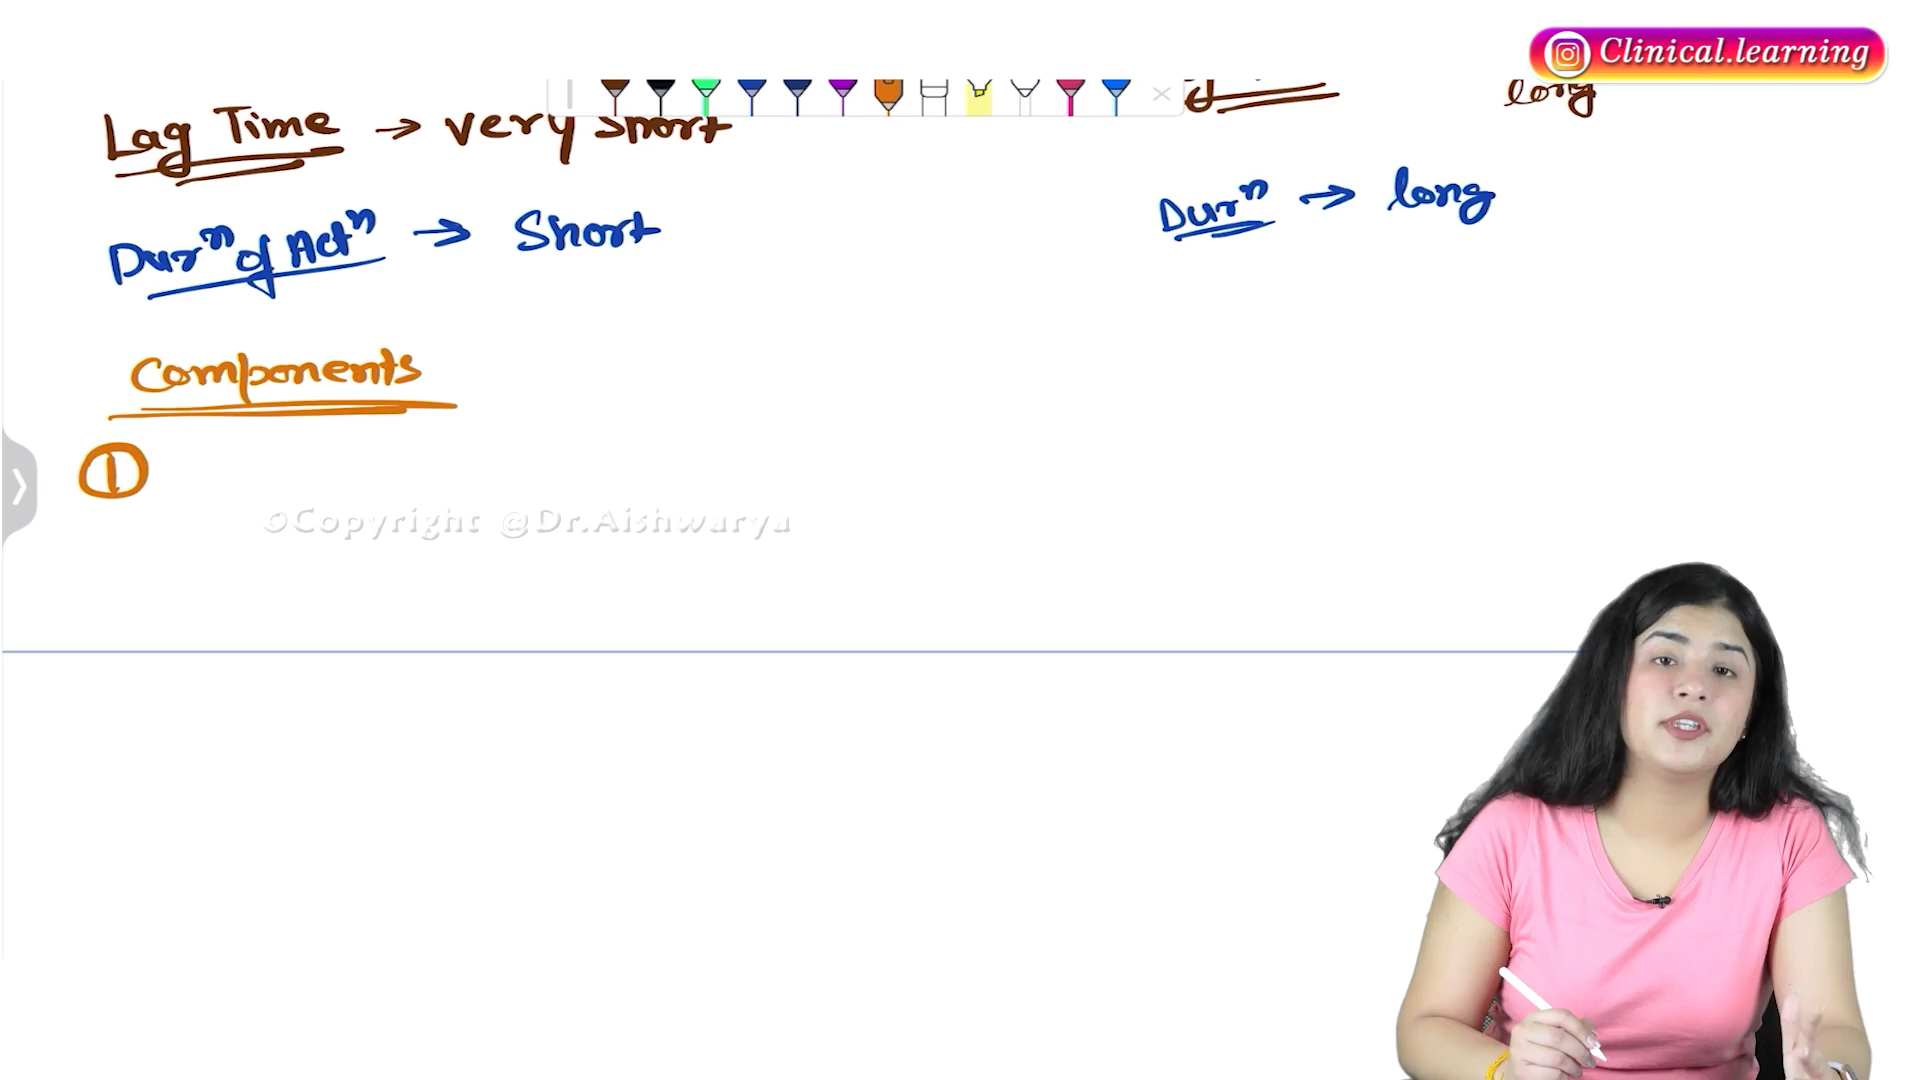 Clinical.learning
Lag Time → very short
long
Durⁿ of Actⁿ → Short
Durⁿ → long
Components
①
©Copyright @Dr.Aishwarya